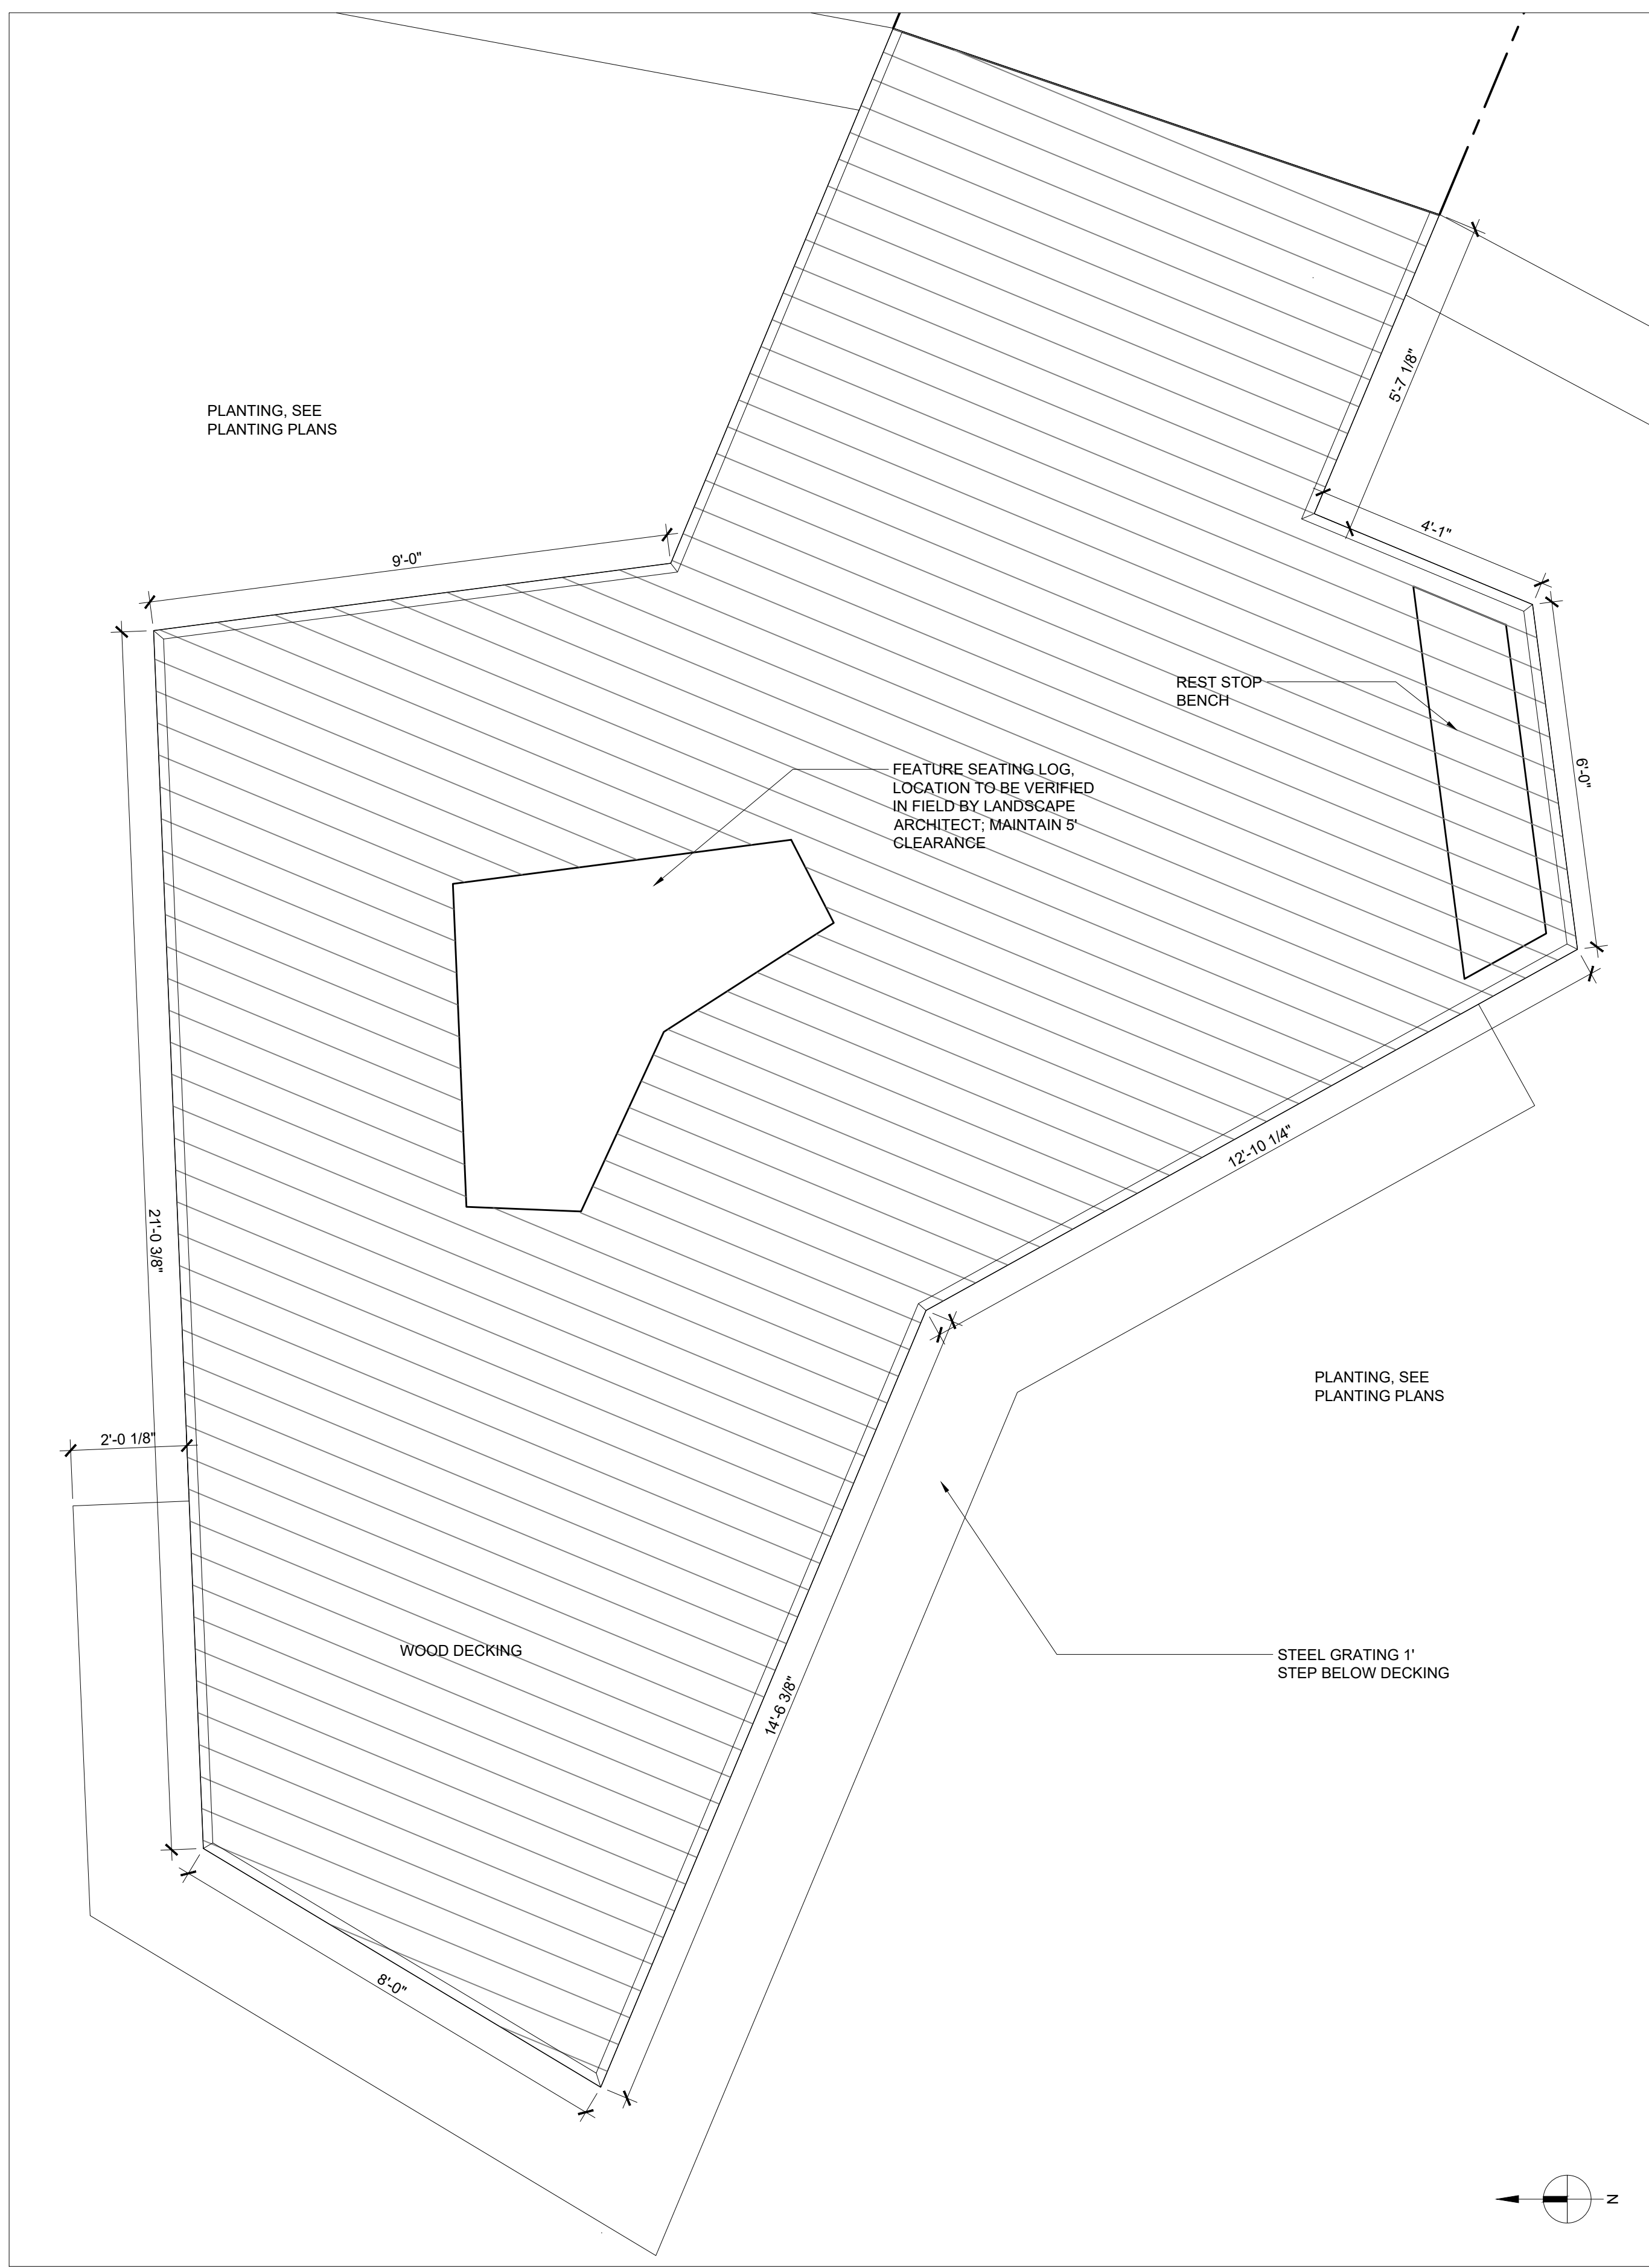 5'-7 1/8"
PLANTING, SEE
PLANTING PLANS
4'-1"
9'-0"
REST STOP
BENCH
6'-0"
FEATURE SEATING LOG,
LOCATION TO BE VERIFIED
IN FIELD BY LANDSCAPE
ARCHITECT; MAINTAIN 5'
CLEARANCE
12'-10 1/4"
21'-0 3/8"
PLANTING, SEE
PLANTING PLANS
2'-0 1/8"
WOOD DECKING
STEEL GRATING 1'
STEP BELOW DECKING
14'-6 3/8"
8'-0"
N